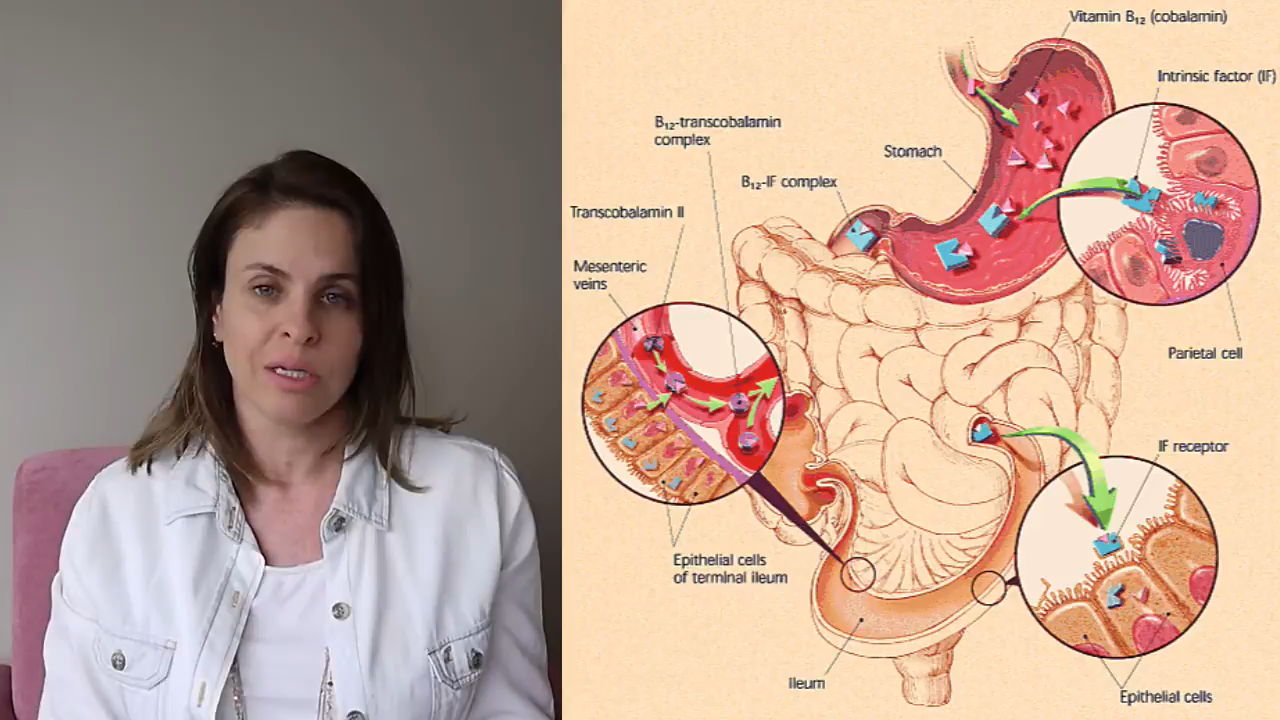 Vitamin B₁₂ (cobalamin)
Intrinsic factor (IF)
B₁₂-transcobalamin
complex
Stomach
B₁₂-IF complex
Transcobalamin II
Mesenteric
veins
Parietal cell
IF receptor
Epithelial cells
of terminal ileum
Ileum
Epithelial cells